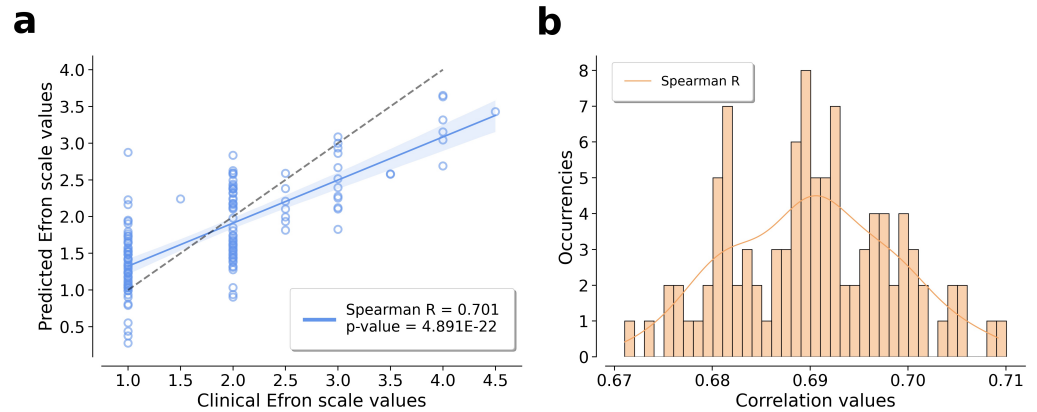 a
Predicted Efron scale values
4.0
3.5
3.0
2.5
2.0
1.5
1.0
0.5
Spearman R = 0.701
p-value = 4.891E-22
1.0 1.5 2.0 2.5 3.0 3.5 4.0 4.5
Clinical Efron scale values
b
Occurrencies
8
7
6
5
4
3
2
1
0
Spearman R
0.67 0.68 0.69 0.70 0.71
Correlation values